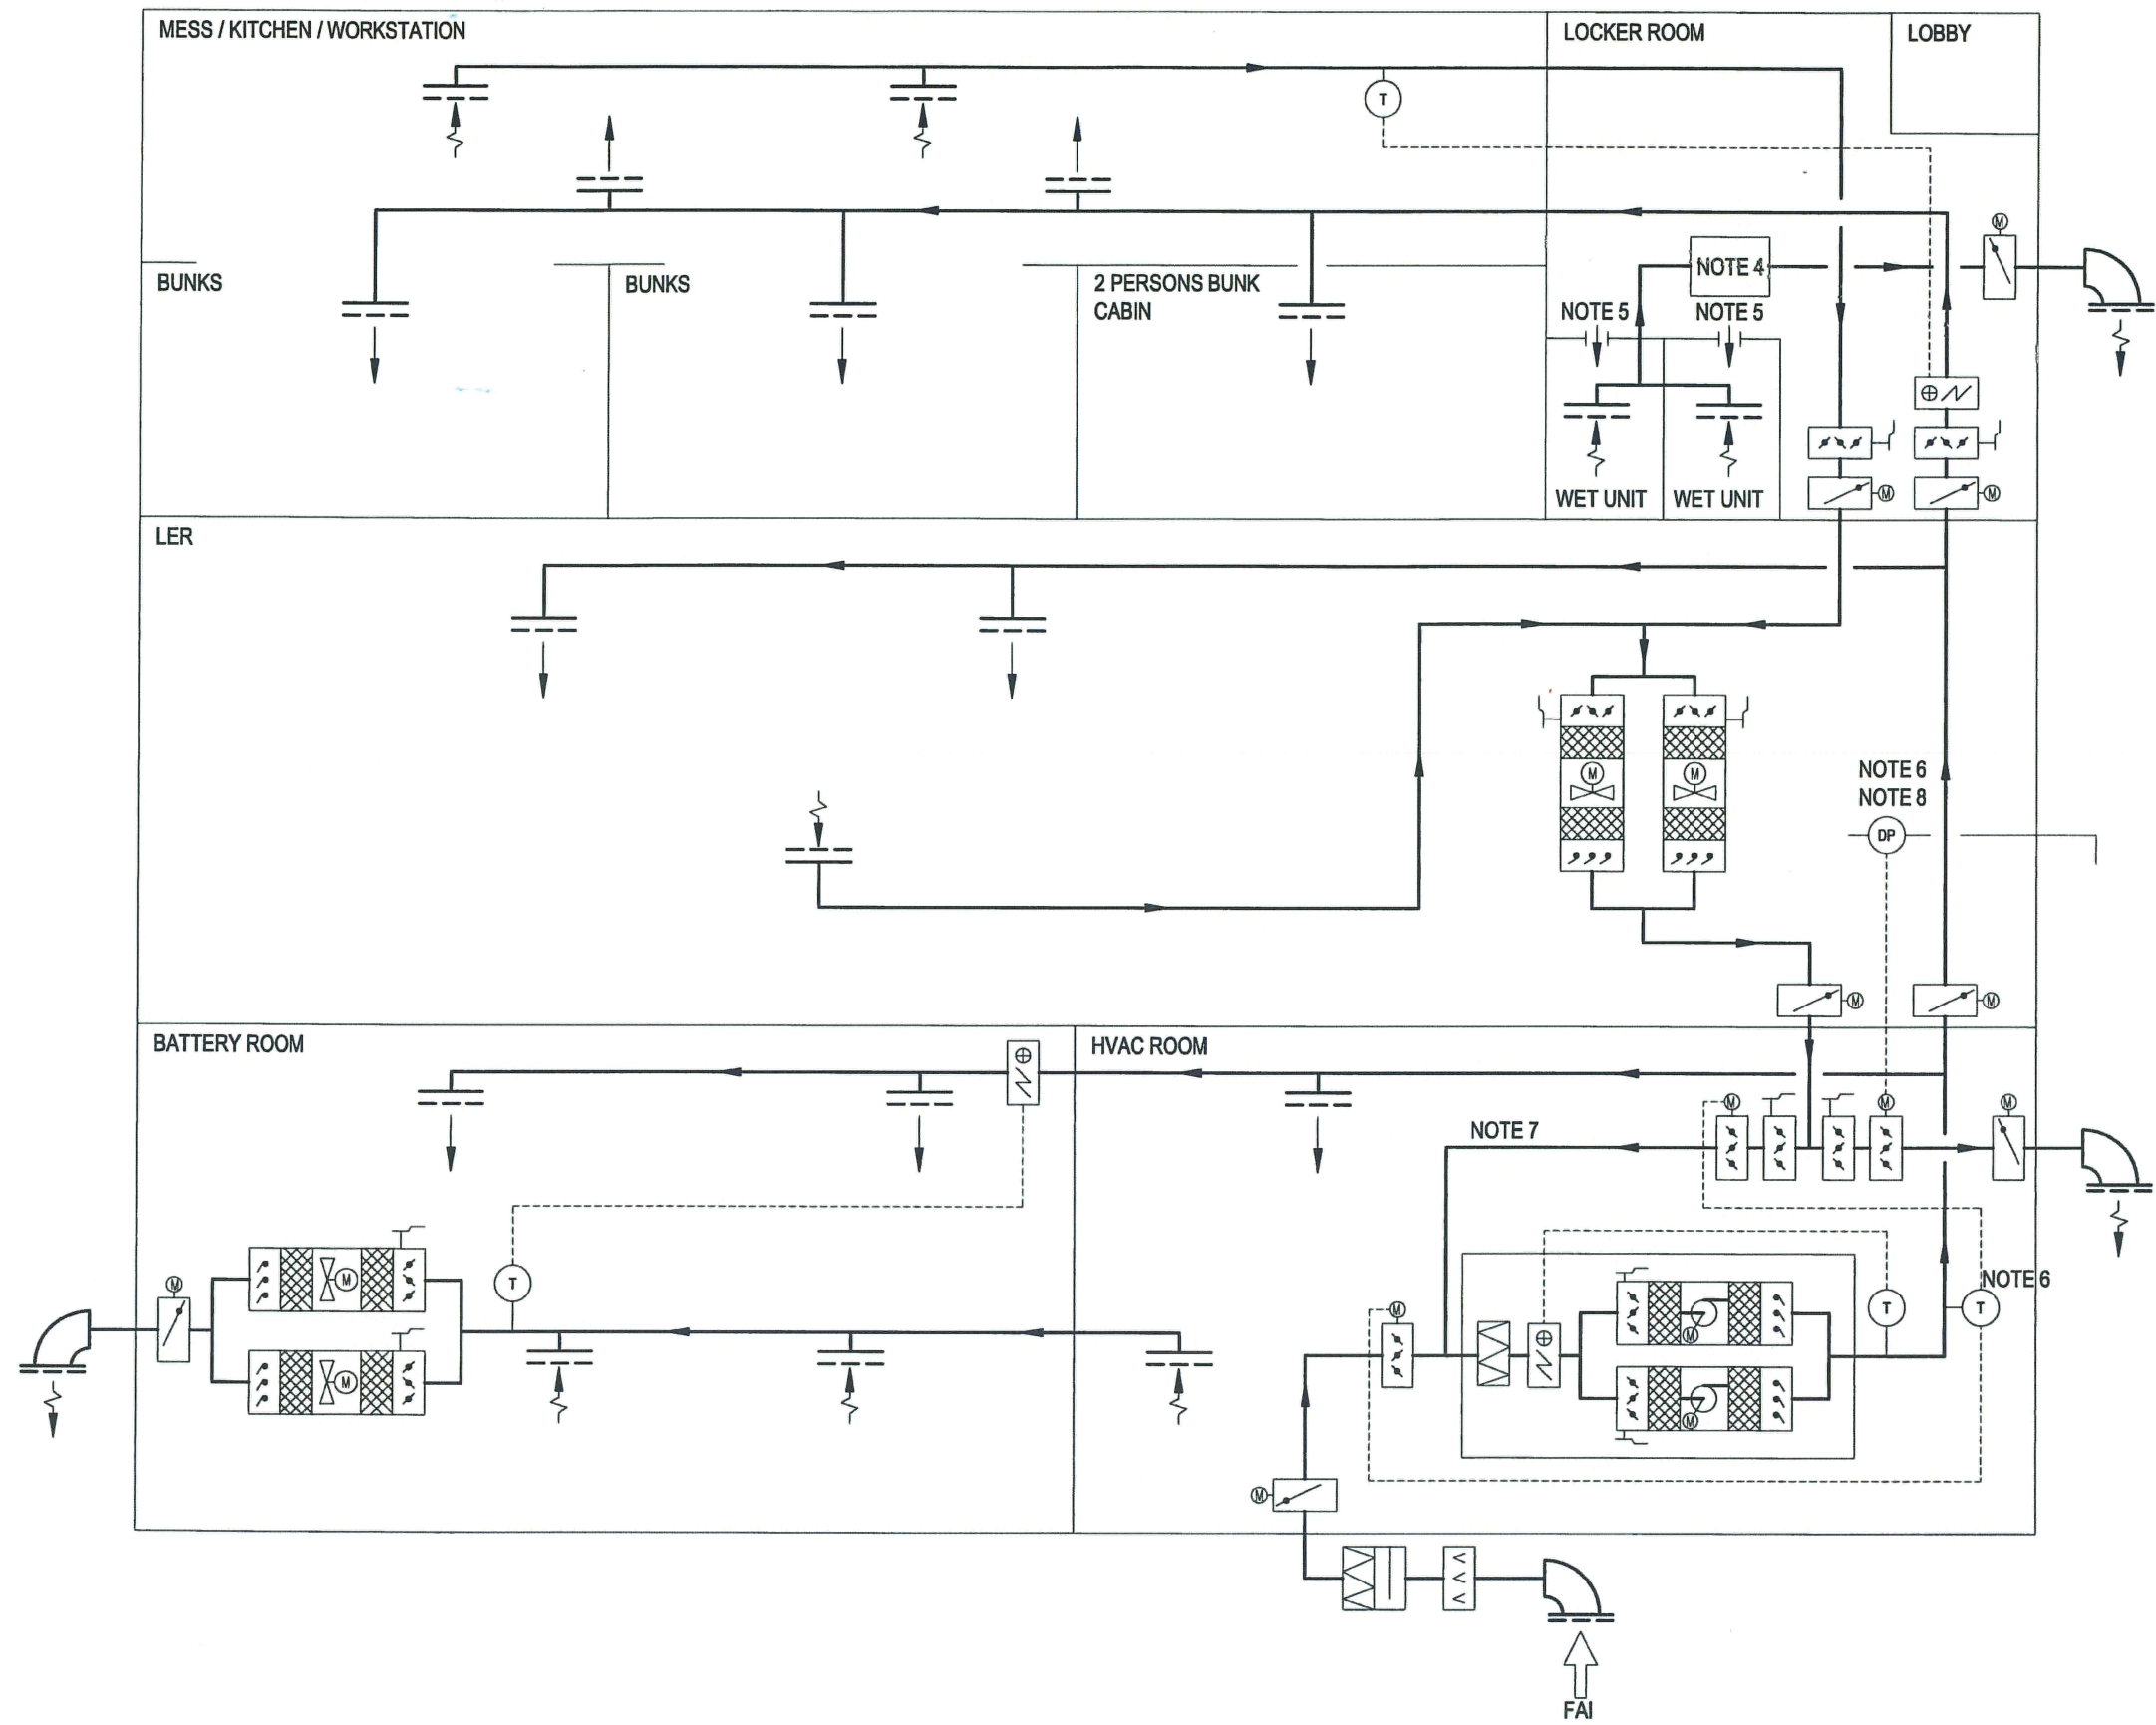 MESS / KITCHEN / WORKSTATION
LOCKER ROOM
LOBBY
T
M
BUNKS
BUNKS
2 PERSONS BUNK
CABIN
NOTE 4
NOTE 5
NOTE 5
WET UNIT
WET UNIT
M
M
LER
M
M
NOTE 6
NOTE 8
DP
M
M
BATTERY ROOM
HVAC ROOM
M
M
M
NOTE 7
NOTE 6
M
M
T
M
T
T
M
M
M
M
M
FAI